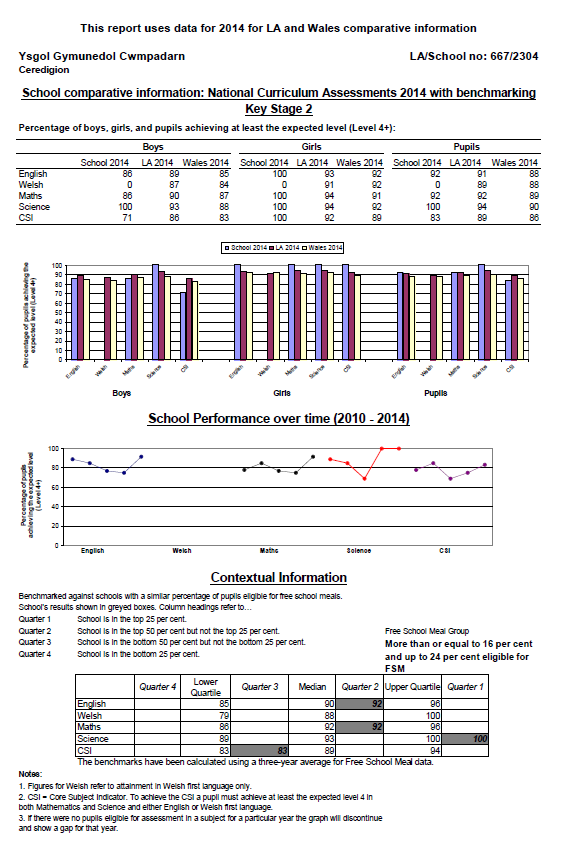 This report uses data for 2014 for LA and Wales comparative information
Ysgol Gymunedol Cwmpadarn LA/School no: 667/2304
Ceredigion
School comparative information: National Curriculum Assessments 2014 with benchmarking
Key Stage 2
Percentage of boys, girls, and pupils achieving at least the expected level (Level 4+):
Boys Girls Pupils
School 2014 LA 2014 Wales 2014 School 2014 LA 2014 Wales 2014 School 2014 LA 2014 Wales 2014
English 86 89 85 100 93 92 92 91 88
Welsh 0 87 84 0 91 92 0 89 88
Maths 86 90 87 100 94 91 92 92 89
Science 100 93 88 100 94 92 100 94 90
CSI 71 86 83 100 92 89 83 89 86
School 2014 LA 2014 Wales 2014
Percentage of pupils achieving the
expected level (Level 4+)
100
90
80
70
60
50
40
30
20
10
0
English Welsh Maths Science CSI English Welsh Maths Science CSI English Welsh Maths Science CSI
Boys Girls Pupils
School Performance over time (2010 - 2014)
Percentage of pupils
achieving the expected level
(Level 4+)
100
80
60
40
20
0
English Welsh Maths Science CSI
Contextual Information
Benchmarked against schools with a similar percentage of pupils eligible for free school meals.
School's results shown in greyed boxes. Column headings refer to...
Quarter 1 School is in the top 25 per cent.
Quarter 2 School is in the top 50 per cent but not the top 25 per cent.
Quarter 3 School is in the bottom 50 per cent but not the bottom 25 per cent.
Quarter 4 School is in the bottom 25 per cent.
Free School Meal Group
More than or equal to 16 per cent
and up to 24 per cent eligible for
FSM
Quarter 4 Lower Quartile Quarter 3 Median Quarter 2 Upper Quartile Quarter 1
English 85 90 92 96
Welsh 79 88 100
Maths 86 92 92 96
Science 89 93 100 100
CSI 83 83 89 94
The benchmarks have been calculated using a three-year average for Free School Meal data.
Notes:
1. Figures for Welsh refer to attainment in Welsh first language only.
2. CSI = Core Subject Indicator. To achieve the CSI a pupil must achieve at least the expected level 4 in
both Mathematics and Science and either English or Welsh first language.
3. If there were no pupils eligible for assessment in a subject for a particular year the graph will discontinue
and show a gap for that year.